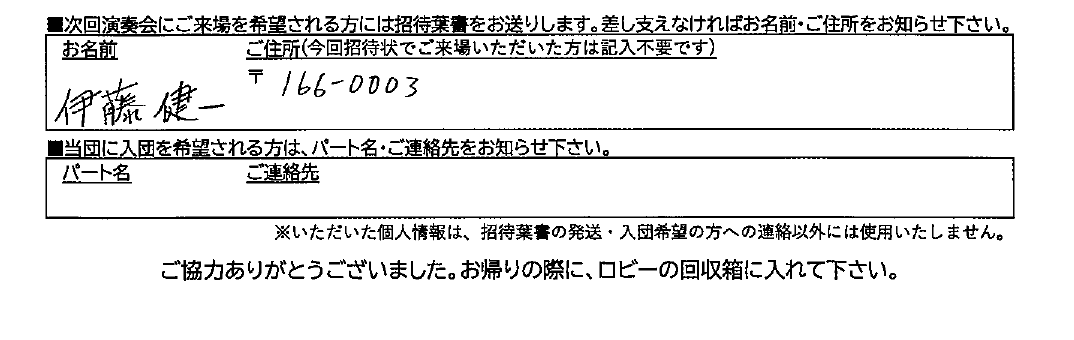 ■次回演奏会にご来場を希望される方には招待葉書をお送りします。差し支えなければお名前・ご住所をお知らせ下さい。
お名前 ご住所(今回招待状でご来場いただいた方は記入不要です)
〒 166-0003
伊藤 健一
■当団に入団を希望される方は、パート名・ご連絡先をお知らせ下さい。
パート名 ご連絡先
※いただいた個人情報は、招待葉書の発送・入団希望の方への連絡以外には使用いたしません。
ご協力ありがとうございました。お帰りの際に、ロビーの回収箱に入れて下さい。